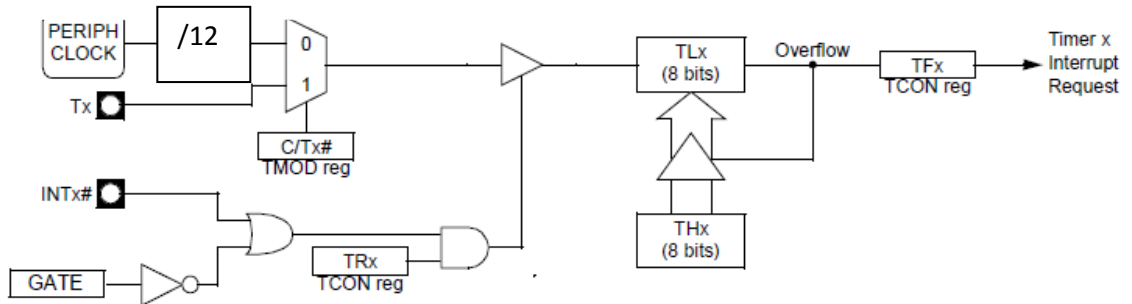 PERIPH
CLOCK
/12
0
1
Tx
C/Tx#
TMOD reg
INTx#
GATE
TRx
TCON reg
TLx
(8 bits)
Overflow
TFx
TCON reg
Timer x
Interrupt
Request
THx
(8 bits)